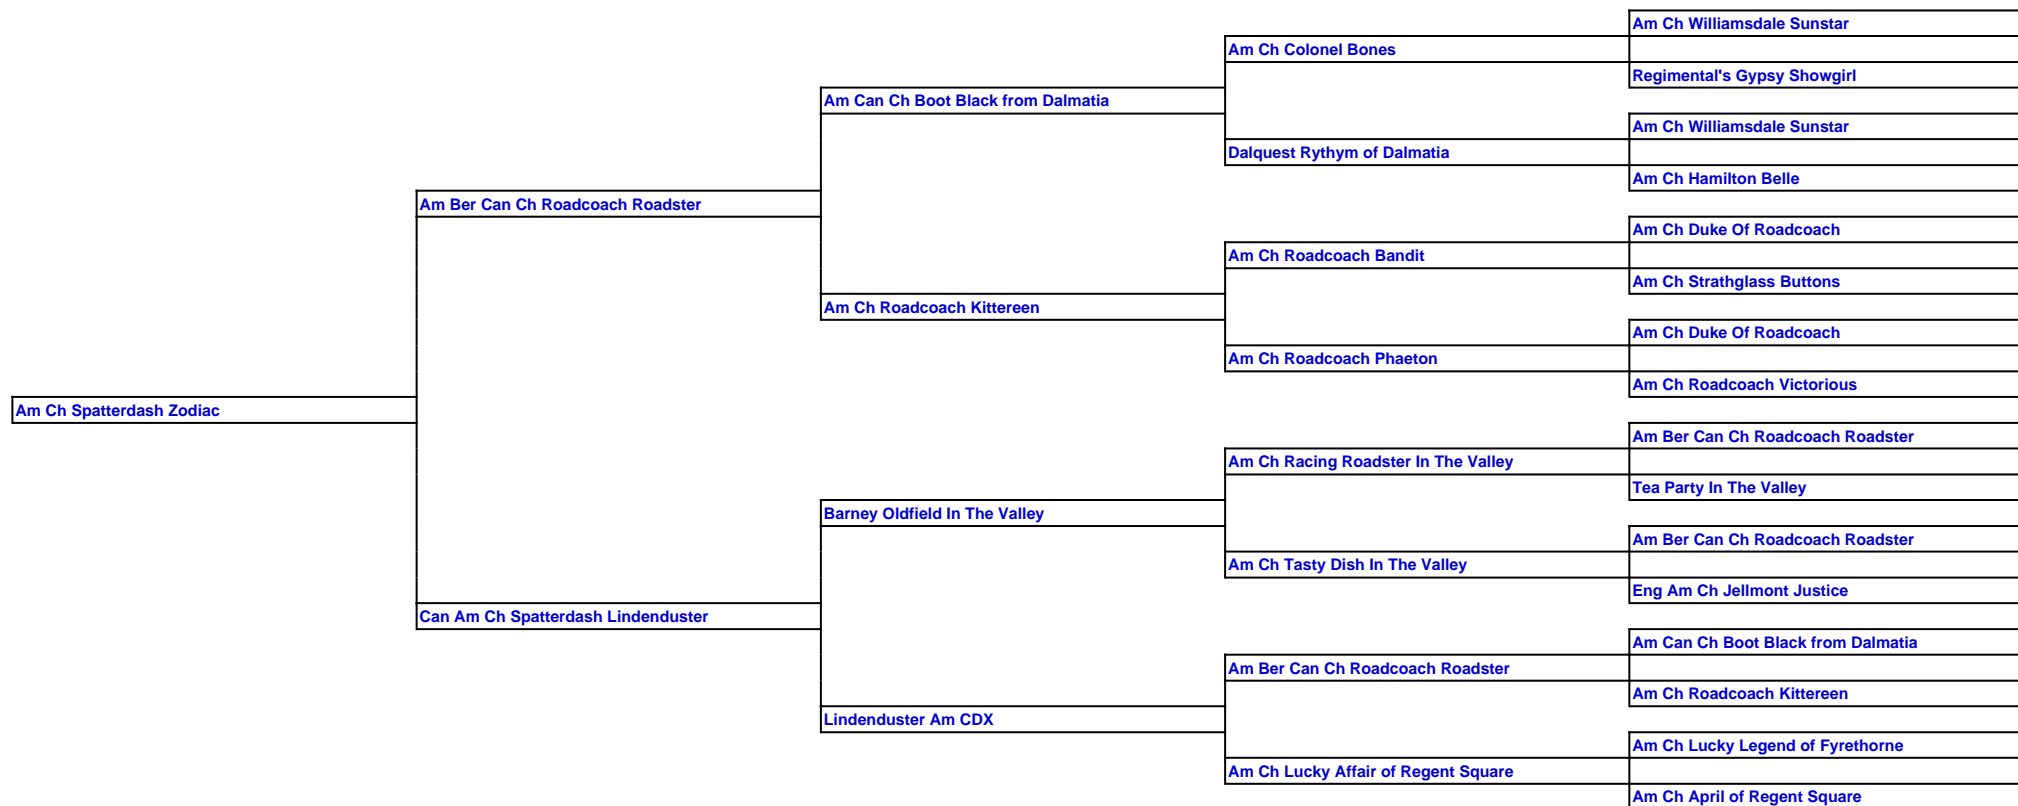 Am Ch Williamsdale Sunstar
Am Ch Colonel Bones
Regimental's Gypsy Showgirl
Am Can Ch Boot Black from Dalmatia
Am Ch Williamsdale Sunstar
Dalquest Rythym of Dalmatia
Am Ch Hamilton Belle
Am Ber Can Ch Roadcoach Roadster
Am Ch Duke Of Roadcoach
Am Ch Roadcoach Bandit
Am Ch Strathglass Buttons
Am Ch Roadcoach Kittereen
Am Ch Duke Of Roadcoach
Am Ch Roadcoach Phaeton
Am Ch Roadcoach Victorious
Am Ch Spatterdash Zodiac
Am Ber Can Ch Roadcoach Roadster
Am Ch Racing Roadster In The Valley
Tea Party In The Valley
Barney Oldfield In The Valley
Am Ber Can Ch Roadcoach Roadster
Am Ch Tasty Dish In The Valley
Eng Am Ch Jellmont Justice
Can Am Ch Spatterdash Lindenduster
Am Can Ch Boot Black from Dalmatia
Am Ber Can Ch Roadcoach Roadster
Am Ch Roadcoach Kittereen
Lindenduster Am CDX
Am Ch Lucky Legend of Fyrethorne
Am Ch Lucky Affair of Regent Square
Am Ch April of Regent Square